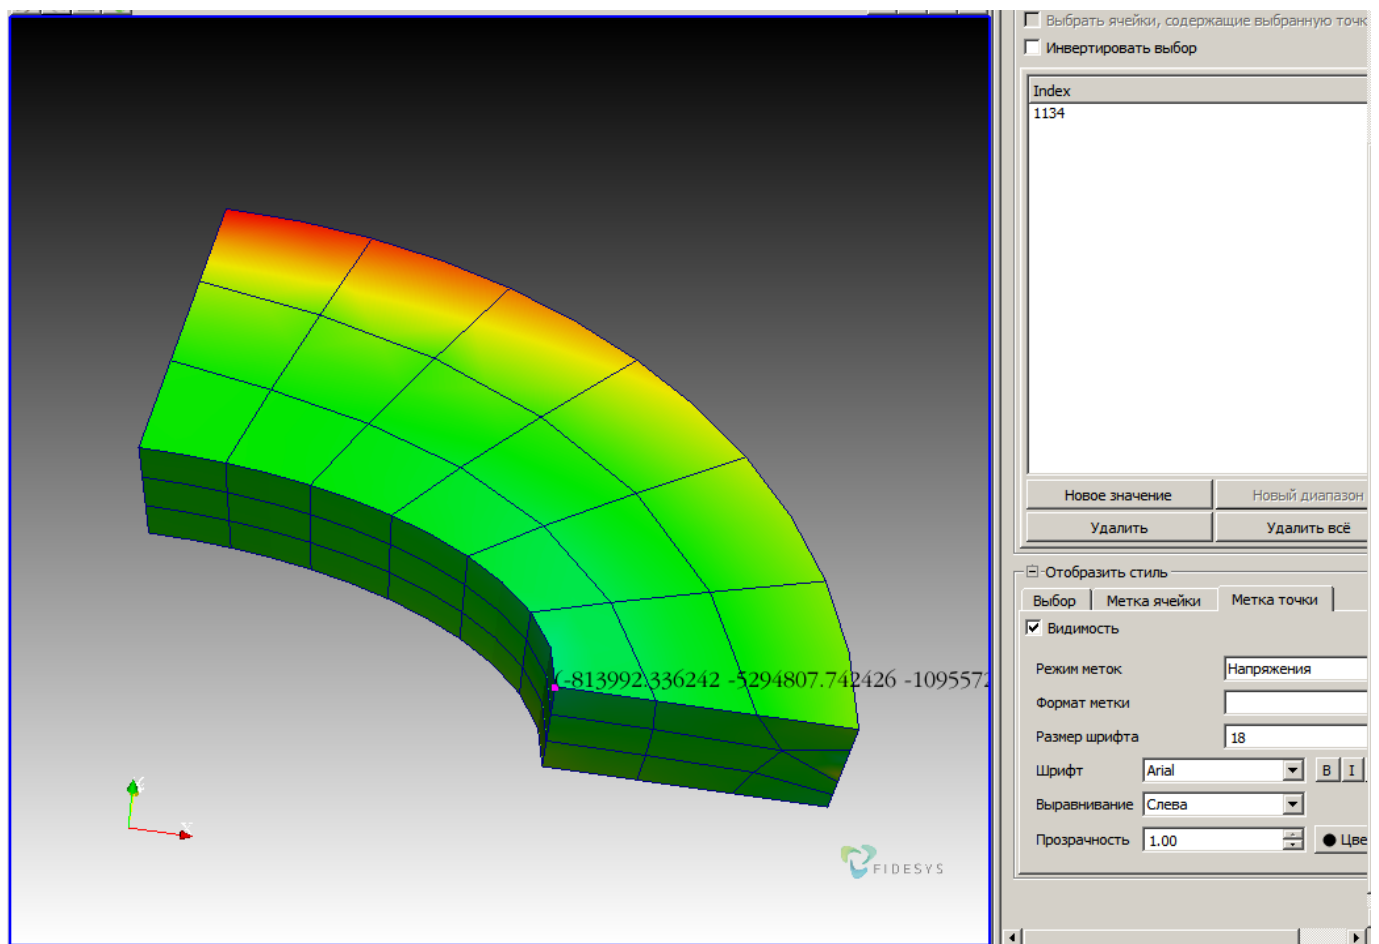 Выбрать ячейки, содержащие выбранную точк
Инвертировать выбор
Index
1134
Новое значение
Новый диапазон
Удалить
Удалить всё
Отобразить стиль
Выбор
Метка ячейки
Метка точки
Видимость
(-813992.336242 -5294807.742426 -1095572
Режим меток
Напряжения
Формат метки
Размер шрифта
18
Шрифт
Arial
B
I
Выравнивание
Слева
Прозрачность
1.00
Цве
FIDESYS